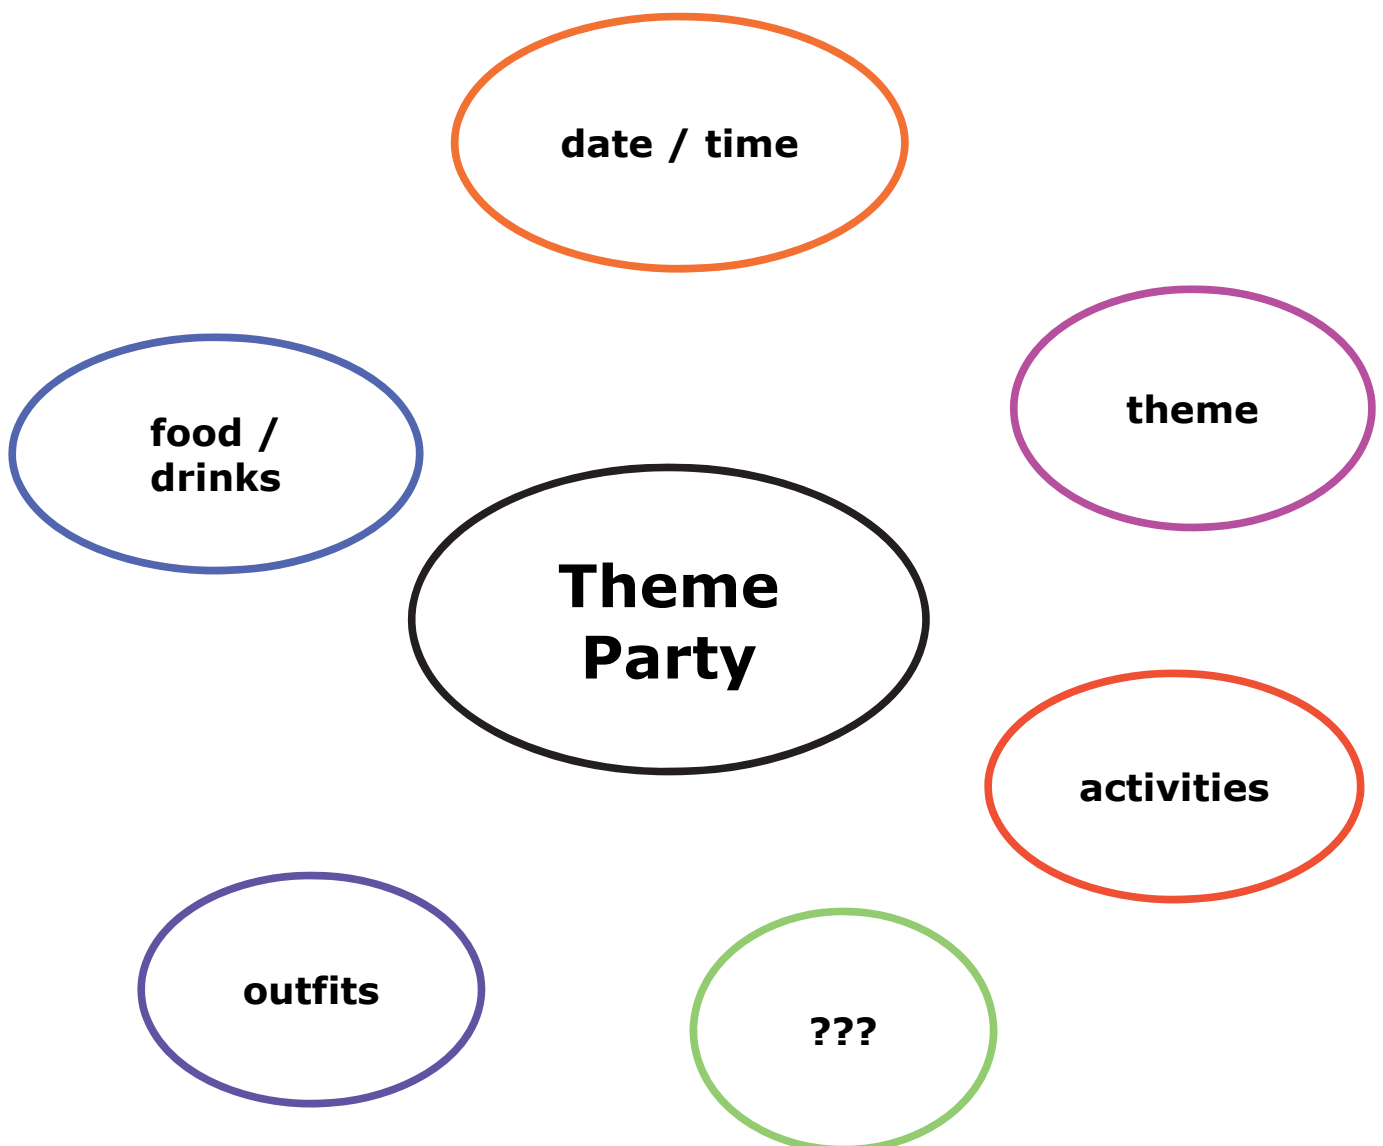 date / time
theme
food /
drinks
Theme
Party
activities
outfits
???